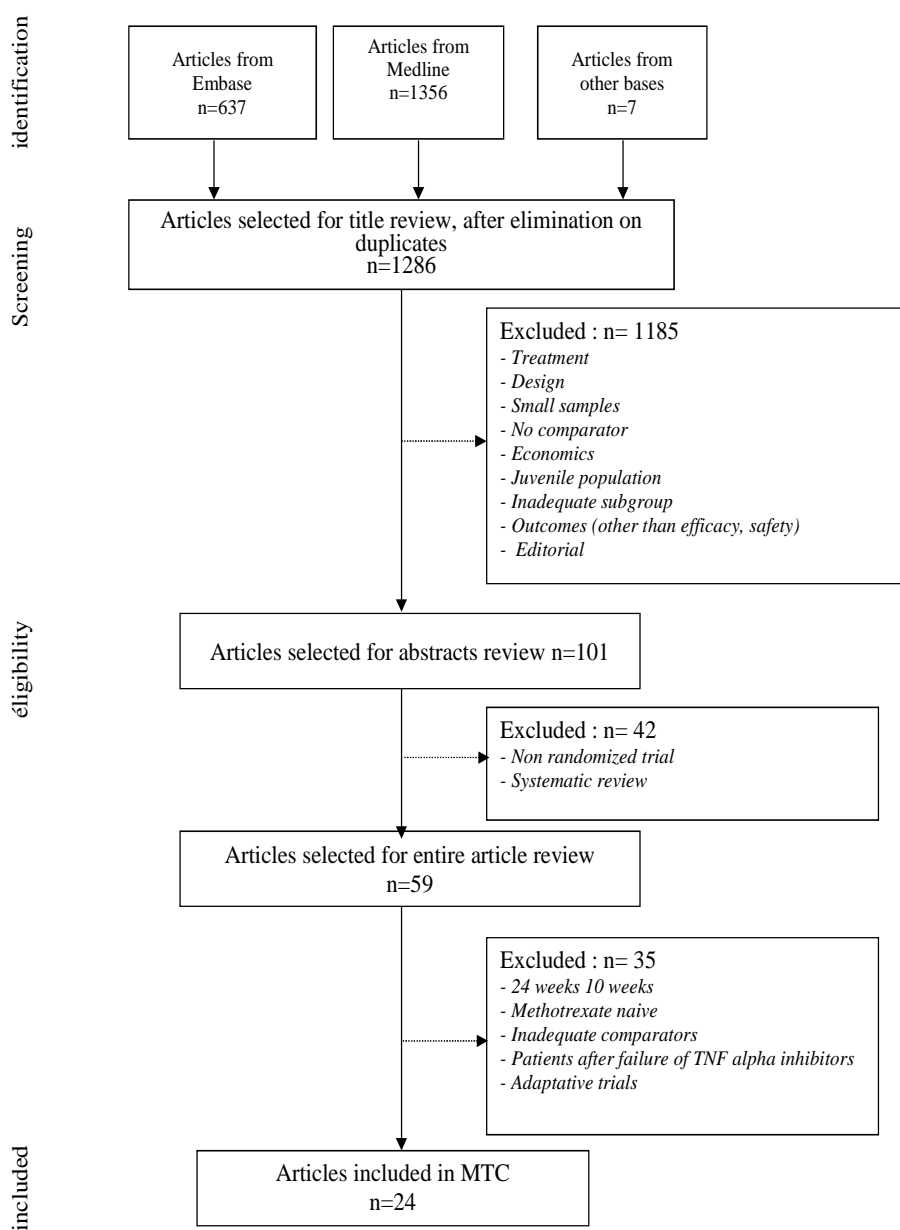 identification
Articles from
Embase
n=637
Articles from
Medline
n=1356
Articles from
other bases
n=7
Screening
Articles selected for title review, after elimination on
duplicates
n=1286
Excluded : n= 1185
- Treatment
- Design
- Small samples
- No comparator
- Economics
- Juvenile population
- Inadequate subgroup
- Outcomes (other than efficacy, safety)
- Editorial
éligibility
Articles selected for abstracts review n=101
Excluded : n= 42
- Non randomized trial
- Systematic review
Articles selected for entire article review
n=59
Excluded : n= 35
- 24 weeks 10 weeks
- Methotrexate naive
- Inadequate comparators
- Patients after failure of TNF alpha inhibitors
- Adaptative trials
included
Articles included in MTC
n=24